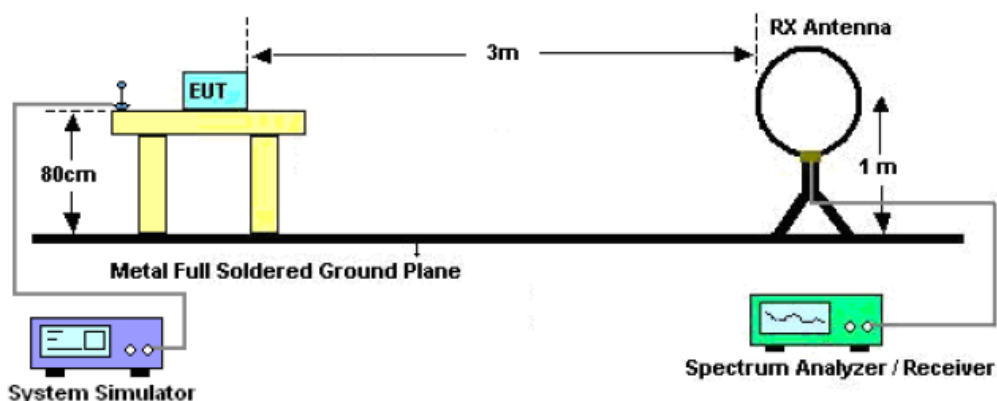 RX Antenna
3m
EUT
80cm
1 m
Metal Full Soldered Ground Plane
System Simulator
Spectrum Analyzer / Receiver